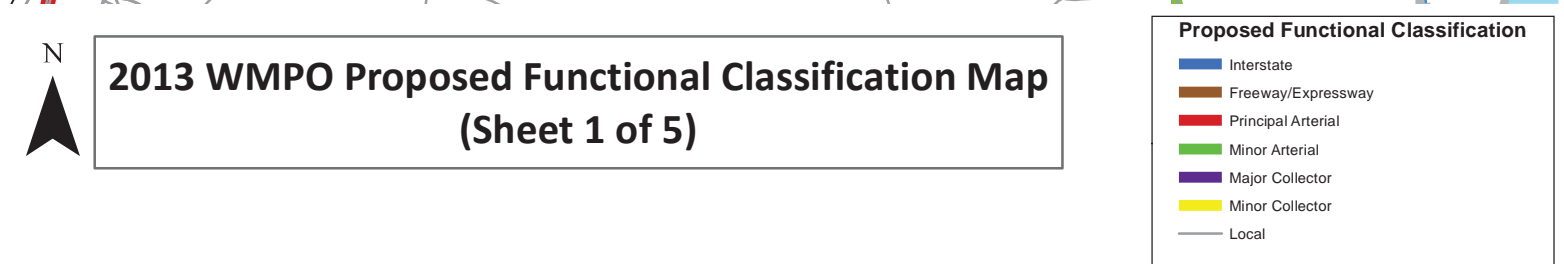 N
2013 WMPO Proposed Functional Classification Map
(Sheet 1 of 5)
Proposed Functional Classification
Interstate
Freeway/Expressway
Principal Arterial
Minor Arterial
Major Collector
Minor Collector
Local